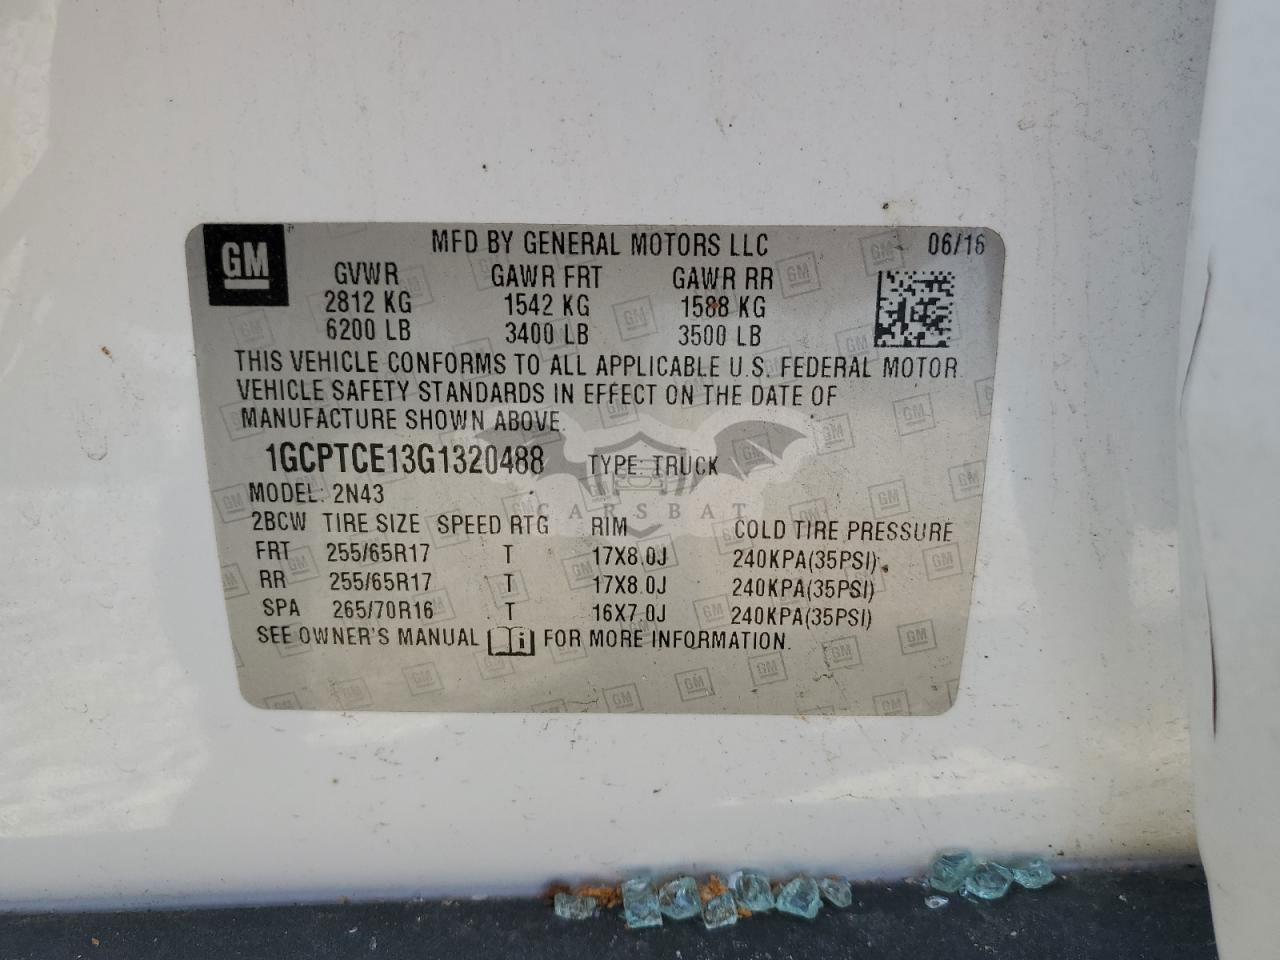 GM
MFD BY GENERAL MOTORS LLC 06/16
GVWR GAWR FRT GAWR RR
2812 KG 1542 KG 1588 KG
6200 LB 3400 LB 3500 LB
THIS VEHICLE CONFORMS TO ALL APPLICABLE U.S. FEDERAL MOTOR
VEHICLE SAFETY STANDARDS IN EFFECT ON THE DATE OF
MANUFACTURE SHOWN ABOVE.
1GCPTCE13G1320488 TYPE: TRUCK
MODEL: 2N43
CARSBAT
2BCW TIRE SIZE SPEED RTG RIM COLD TIRE PRESSURE
FRT 255/65R17 T 17X8.0J 240KPA(35PSI)
RR 255/65R17 T 17X8.0J 240KPA(35PSI)
SPA 265/70R16 T 16X7.0J 240KPA(35PSI)
SEE OWNER'S MANUAL i FOR MORE INFORMATION.